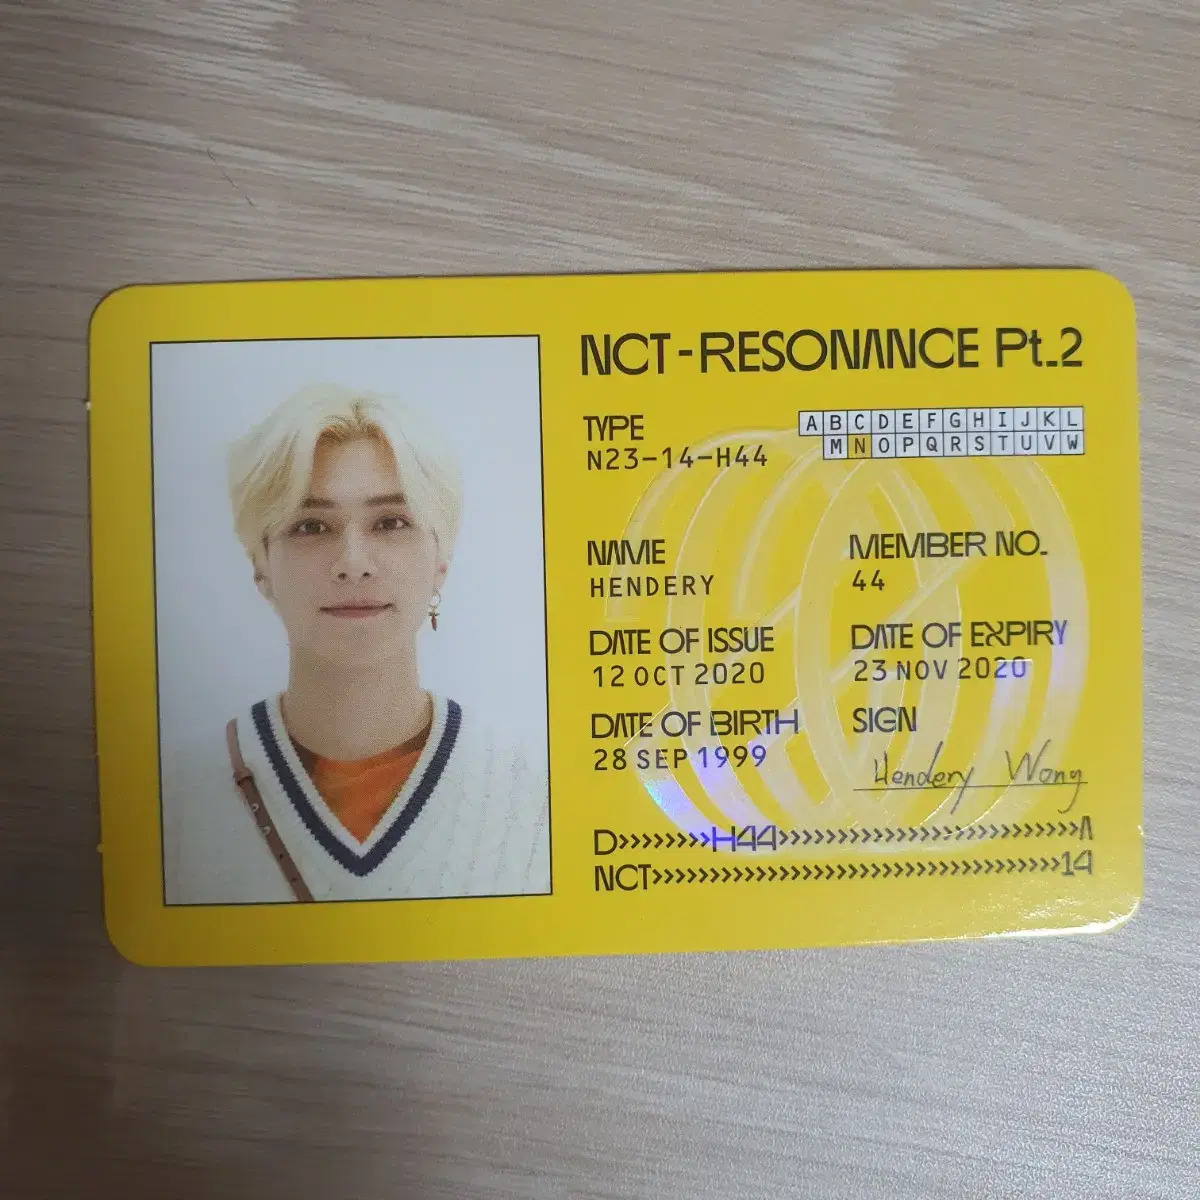 NCT-RESONANCE Pt.2
TYPE
N23-14-H44
A B C D E F G H I J K L
M N O P Q R S T U V W
NAME
HENDERY
MEMBER NO.
44
DATE OF ISSUE
12 OCT 2020
DATE OF EXPIRY
23 NOV 2020
DATE OF BIRTH
28 SEP 1999
SIGN
Hendery Wong
D>>>>>>>>H44>>>>>>>>>>>>>>>>>>>>>>>>>>A
NCT>>>>>>>>>>>>>>>>>>>>>>>>>>>>>>>>>>>14